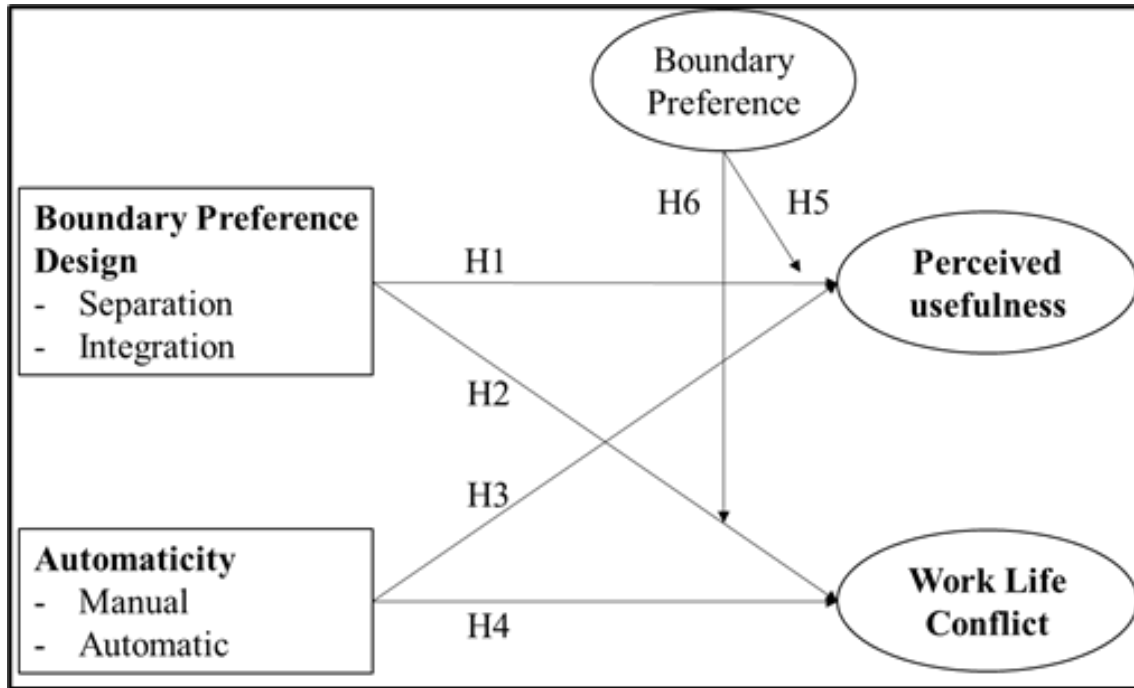 Boundary
Preference
H6
H5
Boundary Preference
Design
- Separation
- Integration
H1
Perceived
usefulness
H2
H3
Automaticity
- Manual
- Automatic
H4
Work Life
Conflict